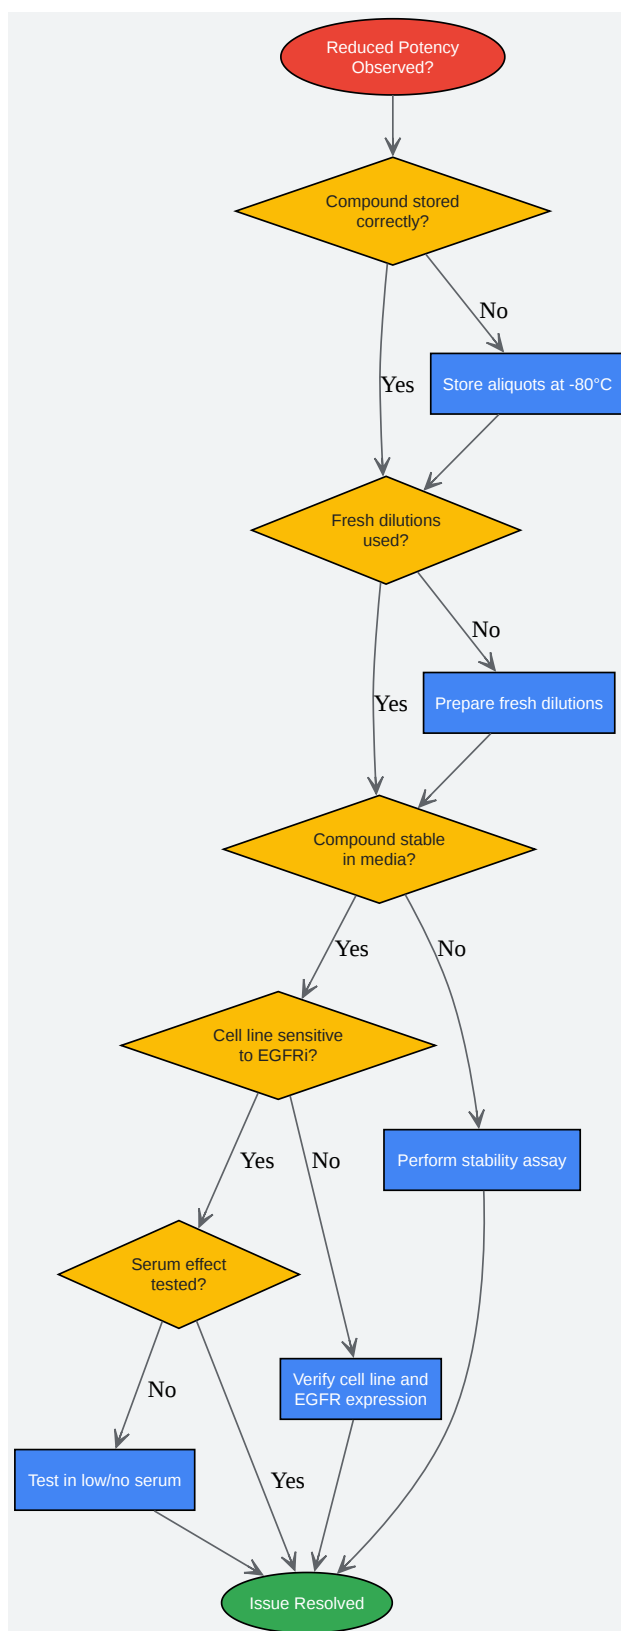 Reduced Potency
Observed?
Compound stored
correctly?
No
Yes
Store aliquots at -80°C
Fresh dilutions
used?
No
Yes
Prepare fresh dilutions
Compound stable
in media?
Yes
No
Cell line sensitive
to EGFRi?
Yes
No
Perform stability assay
Serum effect
tested?
No
Verify cell line and
EGFR expression
Test in low/no serum
Yes
Issue Resolved